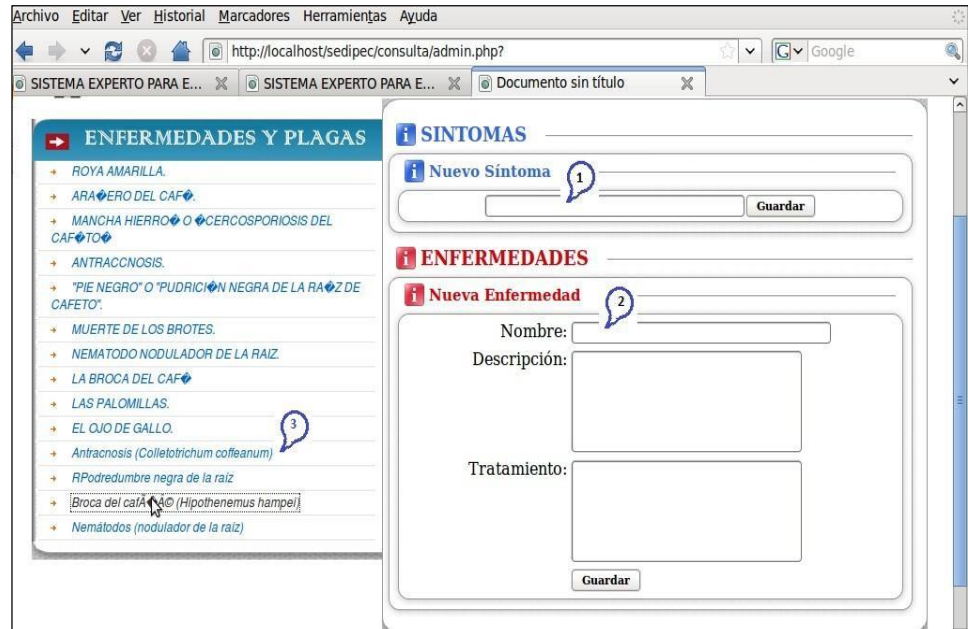 Archivo Editar Ver Historial Marcadores Herramientas Ayuda
http://localhost/sedipec/consulta/admin.php?
G Google
SISTEMA EXPERTO PARA E...
SISTEMA EXPERTO PARA E...
Documento sin título
ENFERMEDADES Y PLAGAS
ROYA AMARILLA.
ARA�ERO DEL CAF�.
MANCHA HIERRO� O �CERCOSPORIOSIS DEL
CAF�TO�
ANTRACCNOSIS.
"PIE NEGRO" O "PUDRICI�N NEGRA DE LA RA�Z DE
CAFETO".
MUERTE DE LOS BROTES.
NEMATODO NODULADOR DE LA RAIZ.
LA BROCA DEL CAF�
LAS PALOMILLAS.
EL OJO DE GALLO.
3
Antracnosis (Colletotrichum coffeanum)
RPodredumbre negra de la raíz
(Hipothenemus hampei)
Broca del
Nemátodos (nodulador de la raíz)
i SINTOMAS
i Nuevo Síntoma
1
Guardar
i ENFERMEDADES
i Nueva Enfermedad
2
Nombre:
Descripción:
Tratamiento:
Guardar